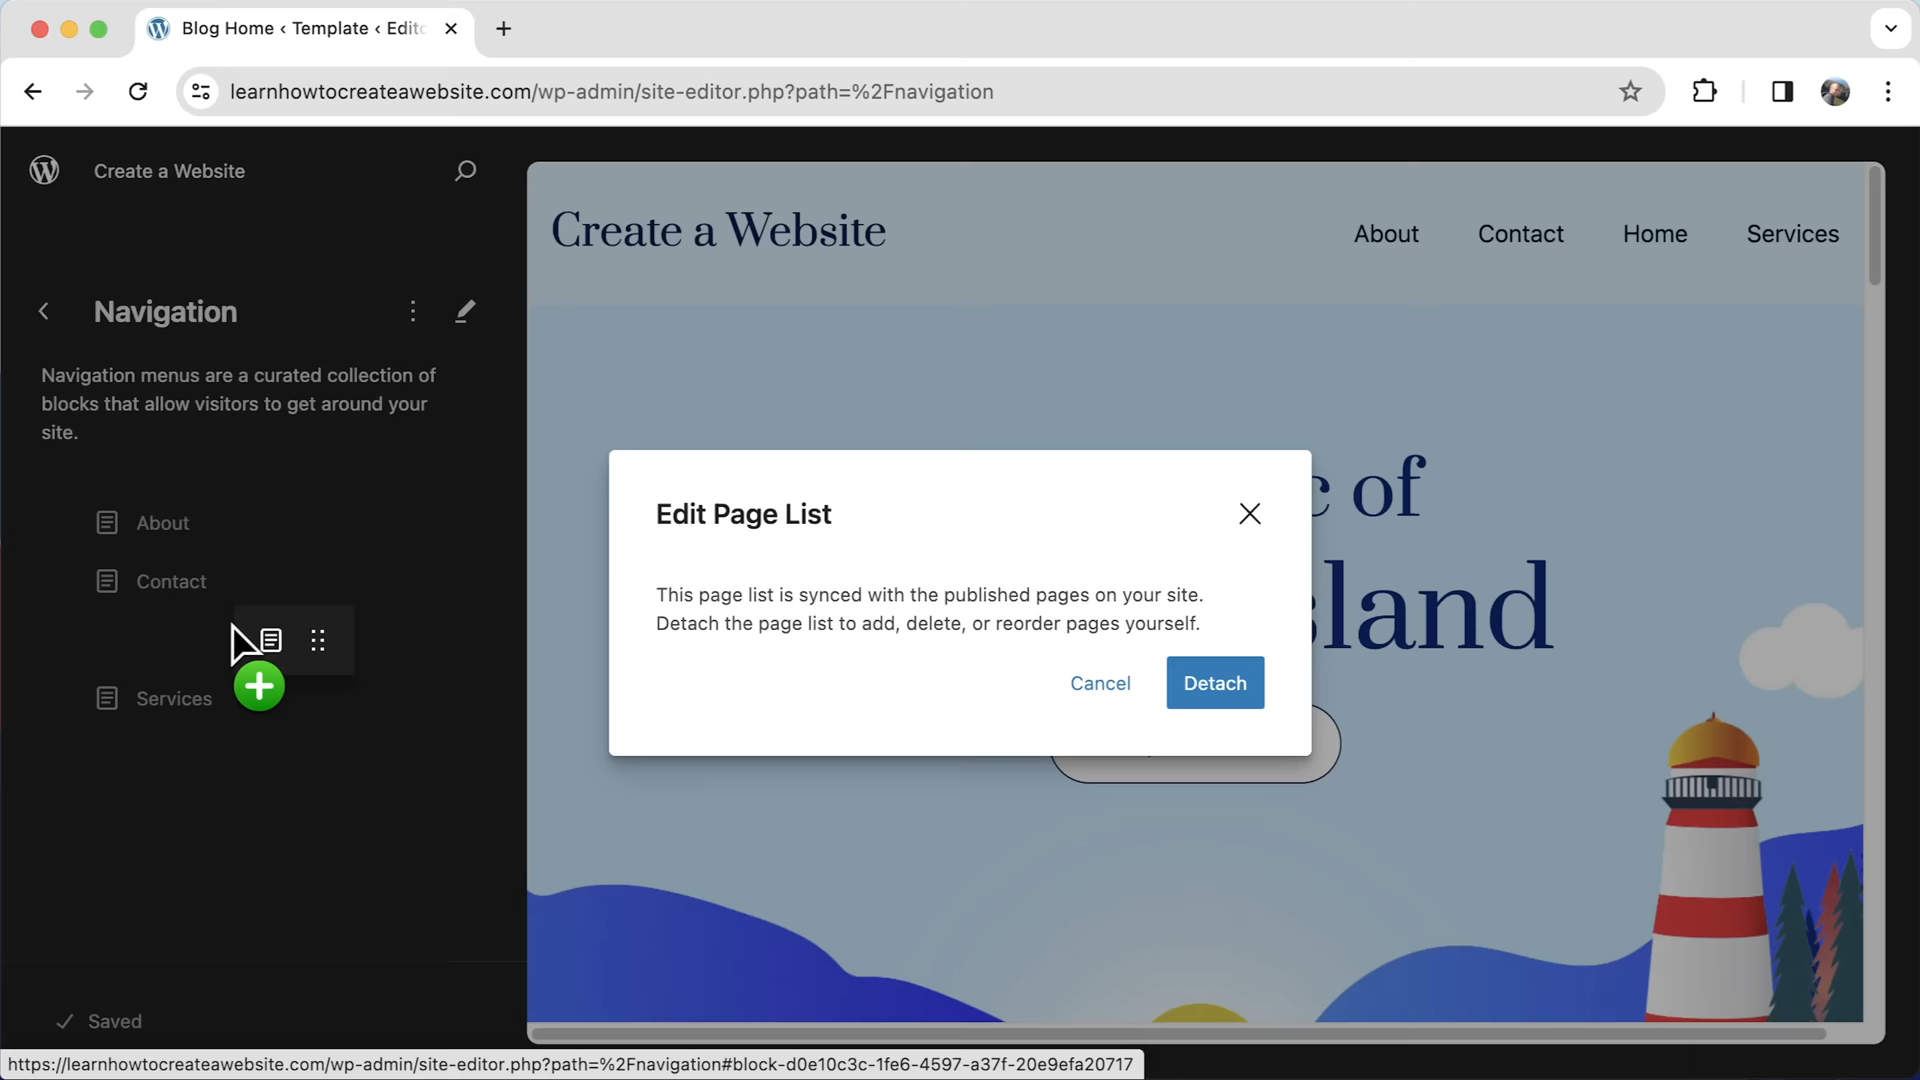 Blog Home ‹ Template ‹ Edito
learnhowtocreateawebsite.com/wp-admin/site-editor.php?path=%2Fnavigation
Create a Website
Navigation
Navigation menus are a curated collection of
blocks that allow visitors to get around your
site.
About
Contact
Services
Saved
Create a Website
About
Contact
Home
Services
c of
sland
Edit Page List
This page list is synced with the published pages on your site.
Detach the page list to add, delete, or reorder pages yourself.
Cancel
Detach
https://learnhowtocreateawebsite.com/wp-admin/site-editor.php?path=%2Fnavigation#block-d0e10c3c-1fe6-4597-a37f-20e9efa20717